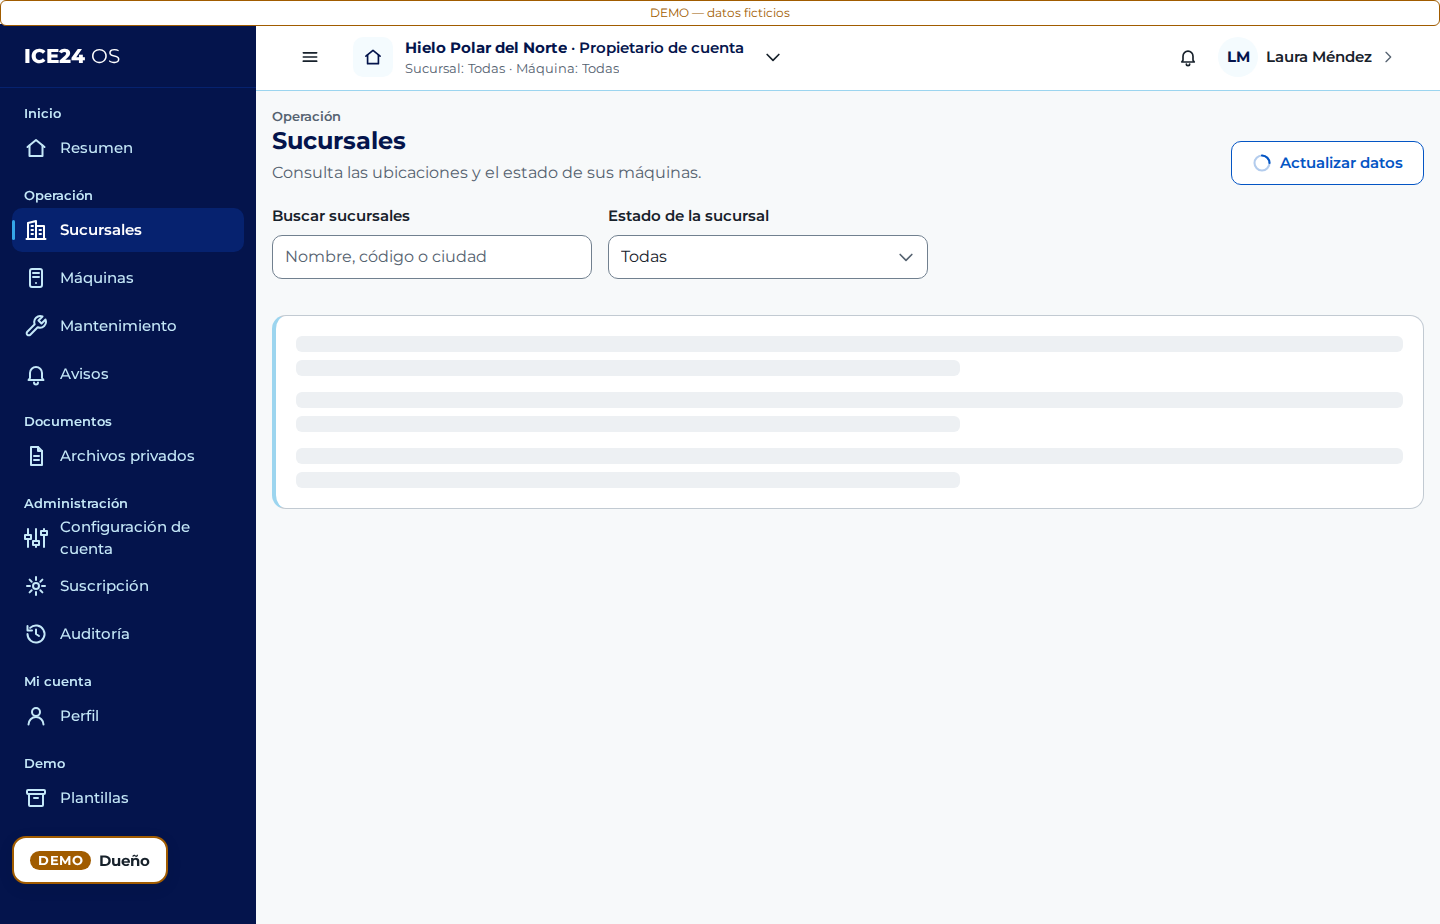 DEMO — datos ficticios
ICE24 OS
Inicio
Resumen
Operación
Sucursales
Máquinas
Mantenimiento
Avisos
Documentos
Archivos privados
Administración
Configuración de
cuenta
Suscripción
Auditoría
Mi cuenta
Perfil
Demo
Plantillas
DEMO Dueño
Hielo Polar del Norte · Propietario de cuenta
Sucursal: Todas · Máquina: Todas
LM Laura Méndez
Operación
Sucursales
Consulta las ubicaciones y el estado de sus máquinas.
Actualizar datos
Buscar sucursales
Nombre, código o ciudad
Estado de la sucursal
Todas